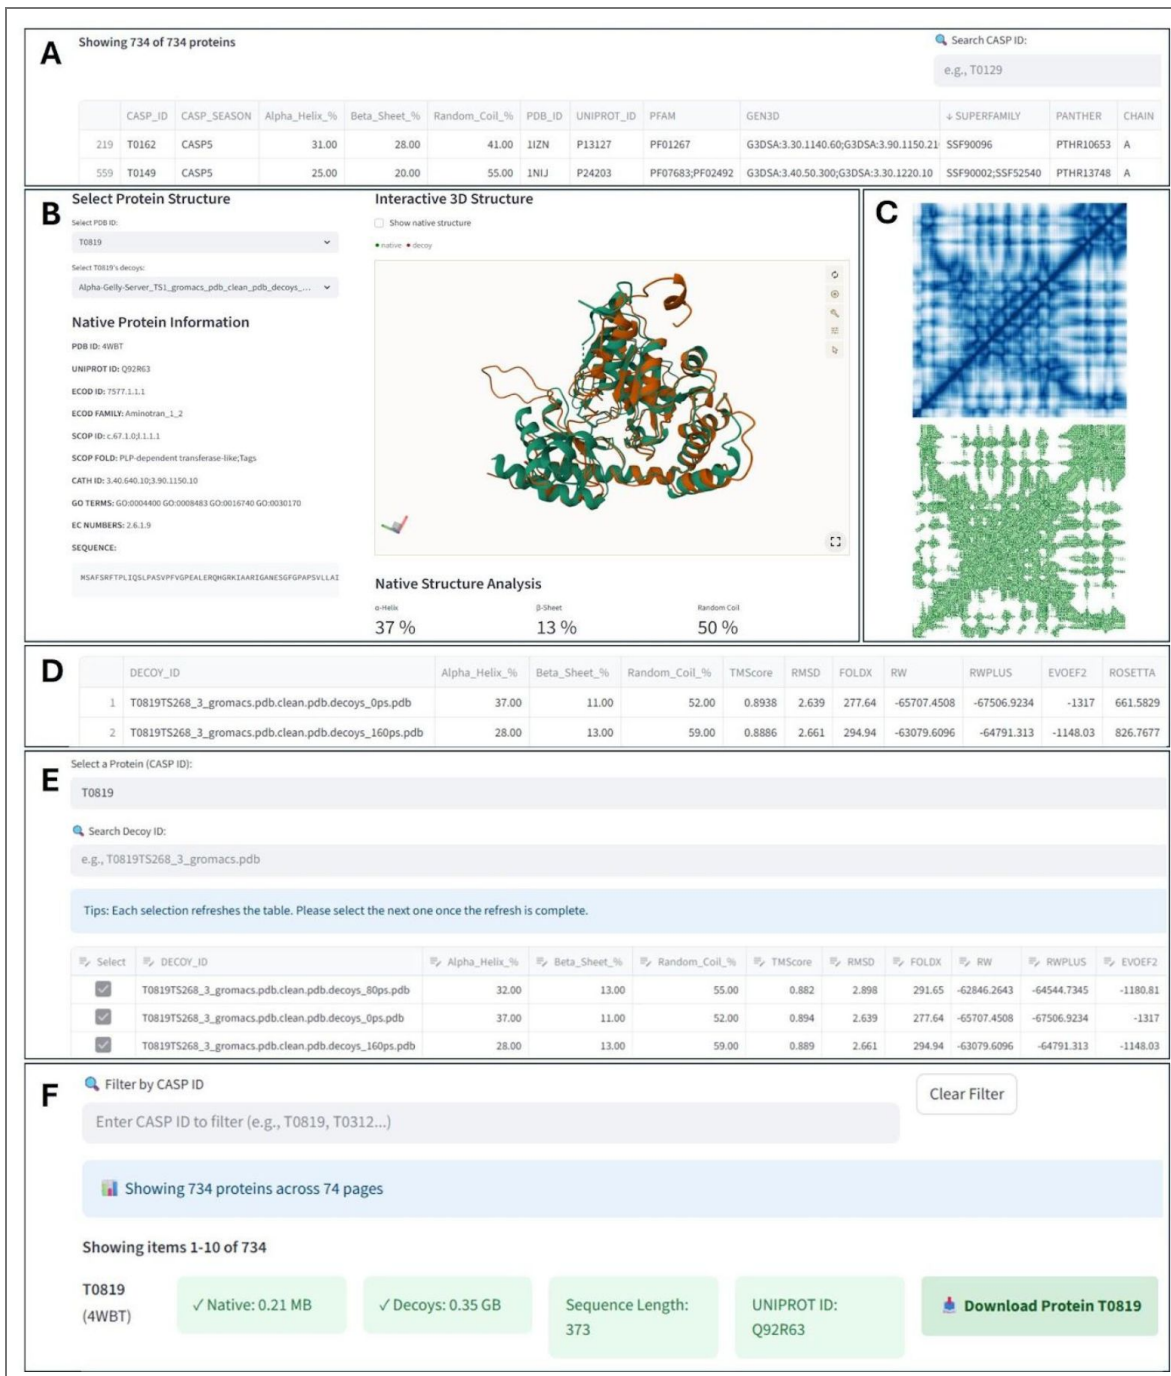 A
Showing 734 of 734 proteins
Search CASP ID:
e.g., T0129
CASP_ID CASP_SEASON Alpha_Helix_% Beta_Sheet_% Random_Coil_% PDB_ID UNIPROT_ID PFAM GEN3D ↓ SUPERFAMILY PANTHER CHAIN
219 T0162 CASP5 31.00 28.00 41.00 1IZN P13127 PF01267 G3DSA:3.30.1140.60;G3DSA:3.90.1150.21 SSF90096 PTHR10653 A
559 T0149 CASP5 25.00 20.00 55.00 1NIJ P24203 PF07683;PF02492 G3DSA:3.40.50.300;G3DSA:3.30.1220.10 SSF90002;SSF52540 PTHR13748 A
B
Select Protein Structure
Select PDB ID:
T0819
Select T0819's decoys:
Alpha-Gelly-Server_TS1_gromacs_pdb_clean_pdb_decoys_...
Native Protein Information
PDB ID: 4WBT
UNIPROT ID: Q92R63
ECOD ID: 7577.1.1.1
ECOD FAMILY: Aminotran_1_2
SCOP ID: c.67.1.0;l.1.1.1
SCOP FOLD: PLP-dependent transferase-like;Tags
CATH ID: 3.40.640.10;3.90.1150.10
GO TERMS: GO:0004400 GO:0008483 GO:0016740 GO:0030170
EC NUMBERS: 2.6.1.9
SEQUENCE:
MSAFSRFTPLIQSLPASVPFVGPEALERQHGRKIAARIGANESGFGPAPSVLLAI
Interactive 3D Structure
Show native structure
native decoy
Native Structure Analysis
α-Helix β-Sheet Random Coil
37 % 13 % 50 %
C
D
DECOY_ID Alpha_Helix_% Beta_Sheet_% Random_Coil_% TMScore RMSD FOLDX RW RWPLUS EVOEF2 ROSETTA
1 T0819TS268_3_gromacs.pdb.clean.pdb.decoys_0ps.pdb 37.00 11.00 52.00 0.8938 2.639 277.64 -65707.4508 -67506.9234 -1317 661.5829
2 T0819TS268_3_gromacs.pdb.clean.pdb.decoys_160ps.pdb 28.00 13.00 59.00 0.8886 2.661 294.94 -63079.6096 -64791.313 -1148.03 826.7677
E
Select a Protein (CASP ID):
T0819
Search Decoy ID:
e.g., T0819TS268_3_gromacs.pdb
Tips: Each selection refreshes the table. Please select the next one once the refresh is complete.
Select DECOY_ID Alpha_Helix_% Beta_Sheet_% Random_Coil_% TMScore RMSD FOLDX RW RWPLUS EVOEF2
T0819TS268_3_gromacs.pdb.clean.pdb.decoys_80ps.pdb 32.00 13.00 55.00 0.882 2.898 291.65 -62846.2643 -64544.7345 -1180.81
T0819TS268_3_gromacs.pdb.clean.pdb.decoys_0ps.pdb 37.00 11.00 52.00 0.894 2.639 277.64 -65707.4508 -67506.9234 -1317
T0819TS268_3_gromacs.pdb.clean.pdb.decoys_160ps.pdb 28.00 13.00 59.00 0.889 2.661 294.94 -63079.6096 -64791.313 -1148.03
F
Filter by CASP ID
Enter CASP ID to filter (e.g., T0819, T0312...)
Clear Filter
Showing 734 proteins across 74 pages
Showing items 1-10 of 734
T0819
(4WBT)
✓ Native: 0.21 MB
✓ Decoys: 0.35 GB
Sequence Length:
373
UNIPROT ID:
Q92R63
Download Protein T0819